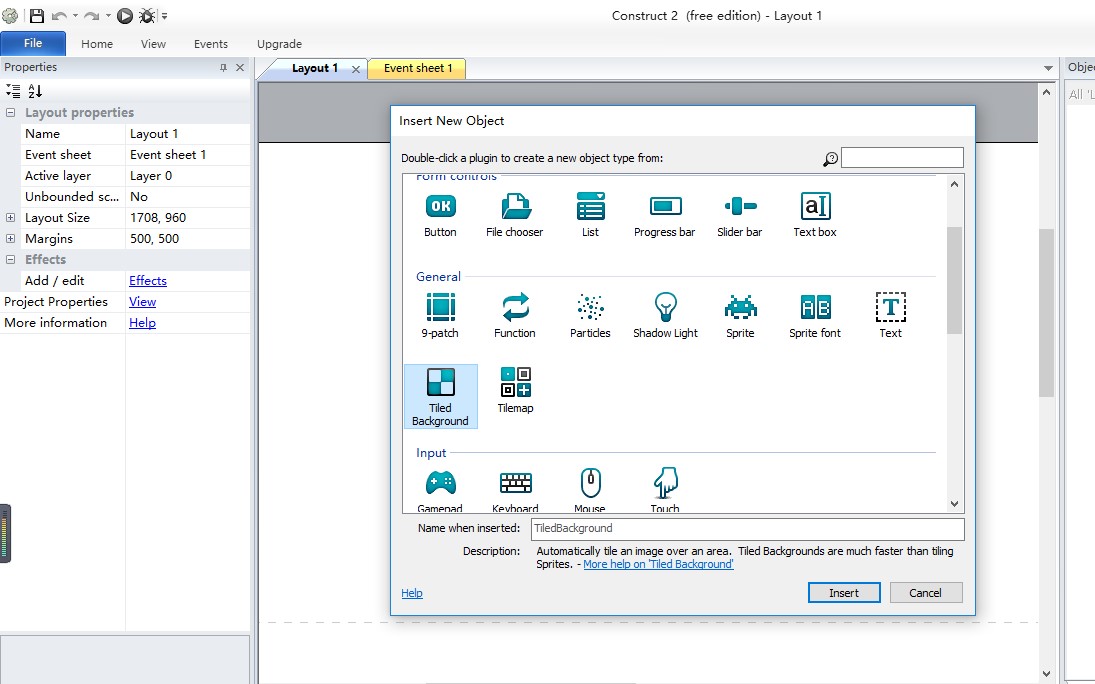 Construct 2 (free edition) - Layout 1
File Home View Events Upgrade
Properties
Layout 1
Event sheet 1
Layout properties
Name Layout 1
Event sheet Event sheet 1
Active layer Layer 0
Unbounded sc... No
Layout Size 1708, 960
Margins 500, 500
Effects
Add / edit Effects
Project Properties View
More information Help
Insert New Object
Double-click a plugin to create a new object type from:
Form controls
OK
aI
Button File chooser List Progress bar Slider bar Text box
General
AB
T
9-patch Function Particles Shadow Light Sprite Sprite font Text
Tiled
Background
Tilemap
Input
Gamepad Keyboard Mouse Touch
Name when inserted: TiledBackground
Description: Automatically tile an image over an area. Tiled Backgrounds are much faster than tiling
Sprites. - More help on 'Tiled Background'
Help
Insert Cancel
Objec
All 'L